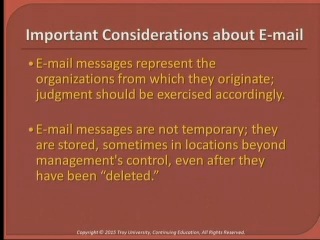 Important Considerations about E-mail
• E-mail messages represent the
organizations from which they originate;
judgment should be exercised accordingly.
• E-mail messages are not temporary; they
are stored, sometimes in locations beyond
management's control, even after they
have been “deleted.”
Copyright © 2015 Troy University, Continuing Education, All Rights Reserved.